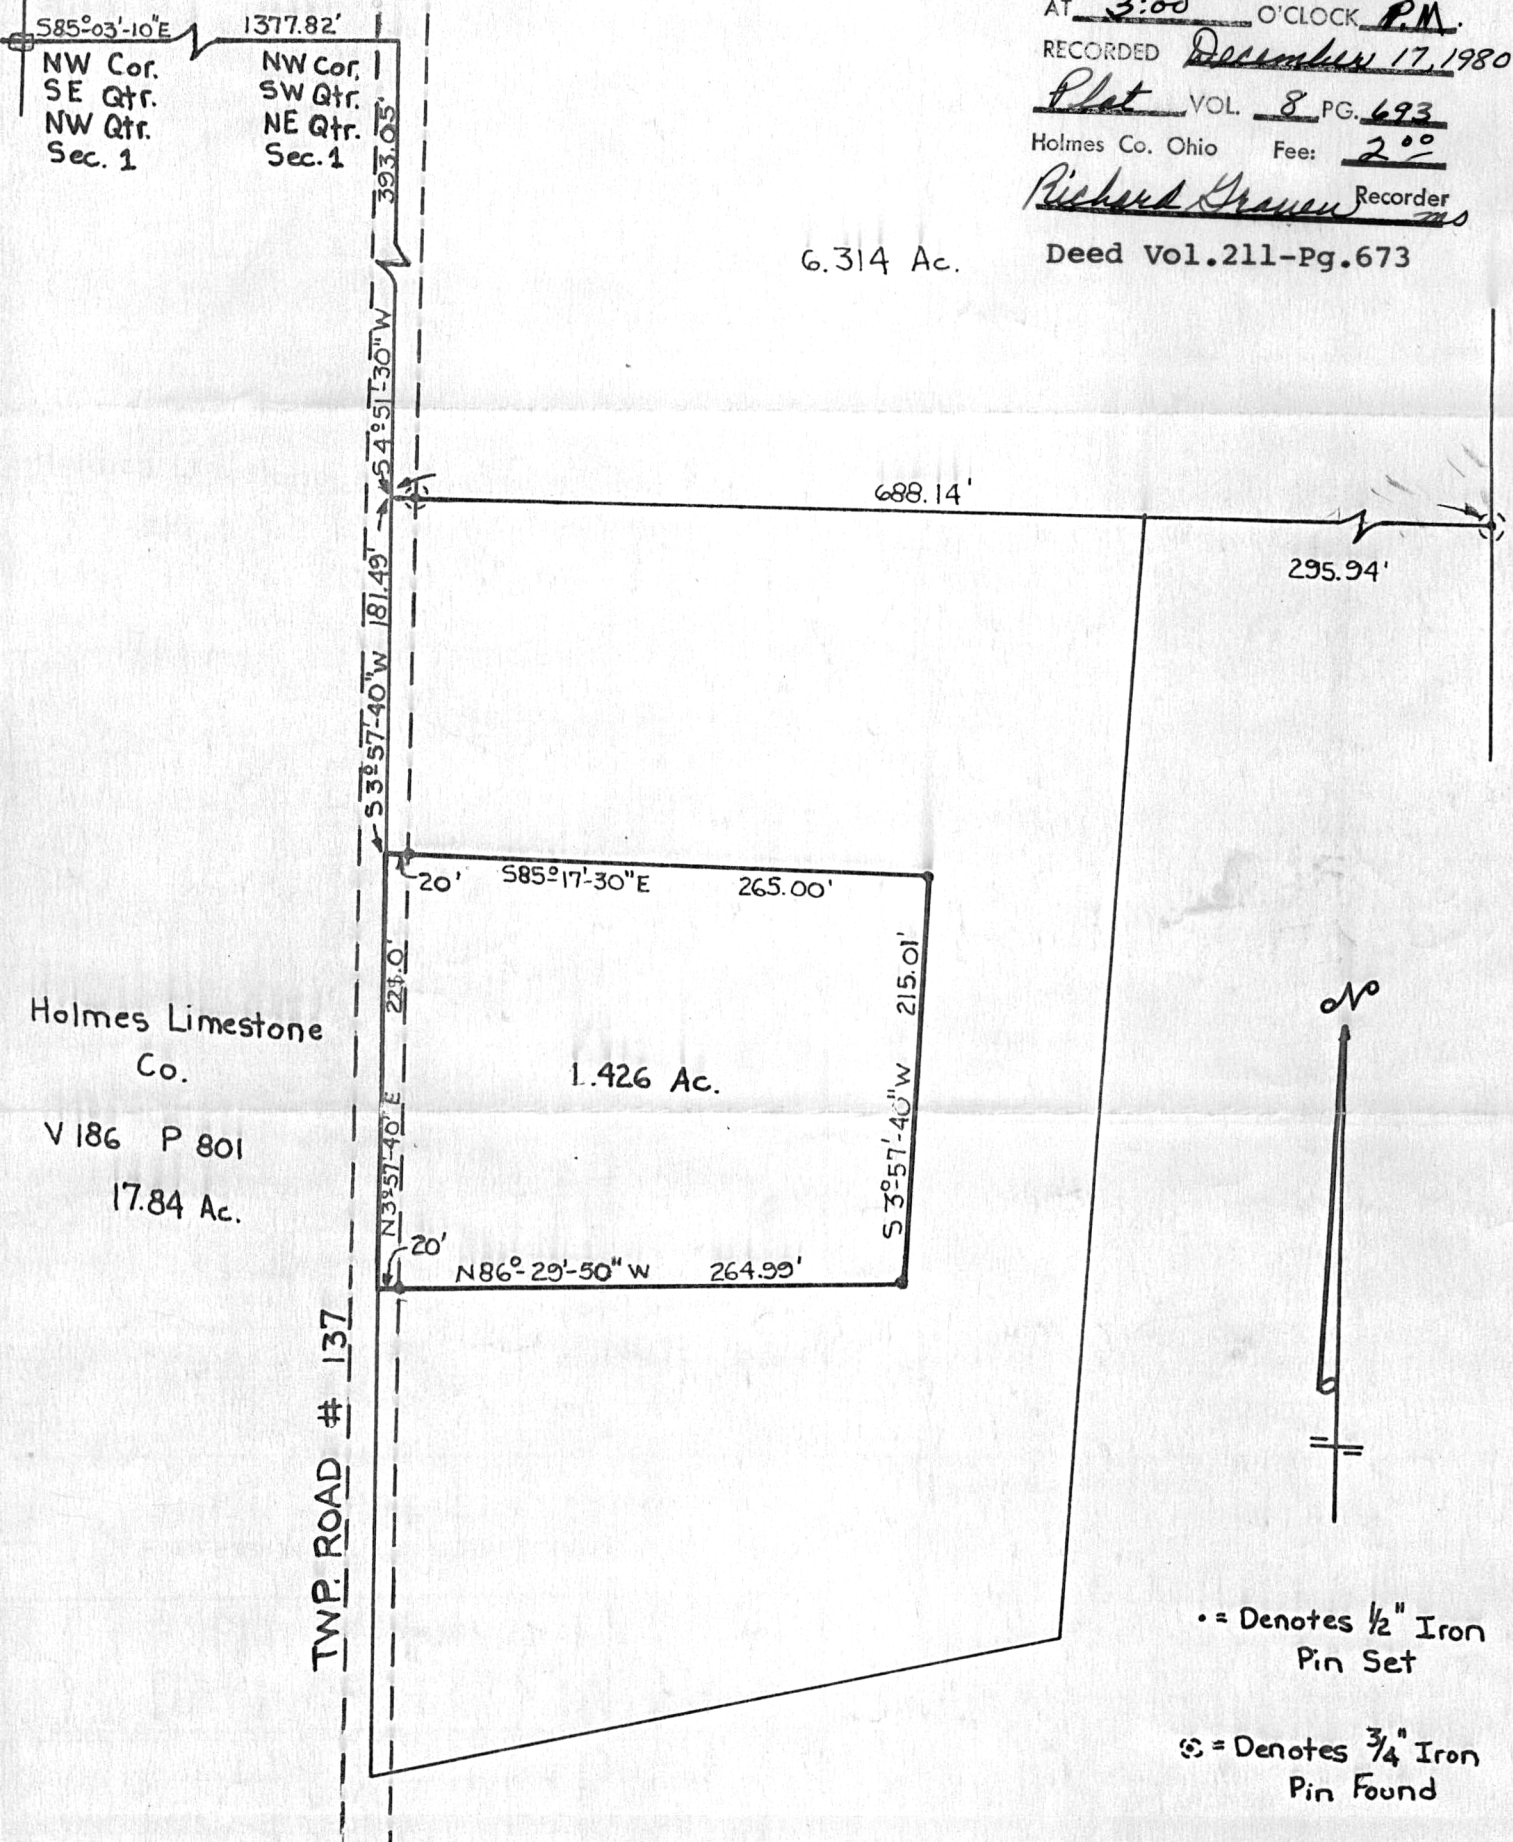 AT 3:00 O'CLOCK P.M.
RECORDED December 17, 1980
Plat VOL. 8 PG. 693
Holmes Co. Ohio Fee: 2 00
Richard Graven Recorder
ms
Deed Vol.211-Pg.673
S85°-03'-10"E 1377.82'
NW Cor.
SE Qtr.
NW Qtr.
Sec. 1
NW Cor.
SW Qtr.
NE Qtr.
Sec. 1
393.05'
S4°51'-30"W
6.314 Ac.
688.14'
295.94'
S3°57'-40"W 181.49'
20'
S85°17'-30"E 265.00'
N3°57'-40"E
215.01'
S 3°-57'-40"W
1.426 Ac.
20'
N86°-29'-50"W 264.99'
Holmes Limestone
Co.
V 186 P 801
17.84 Ac.
TWP. ROAD # 137
N
• = Denotes 1/2" Iron
Pin Set
= Denotes 3/4" Iron
Pin Found